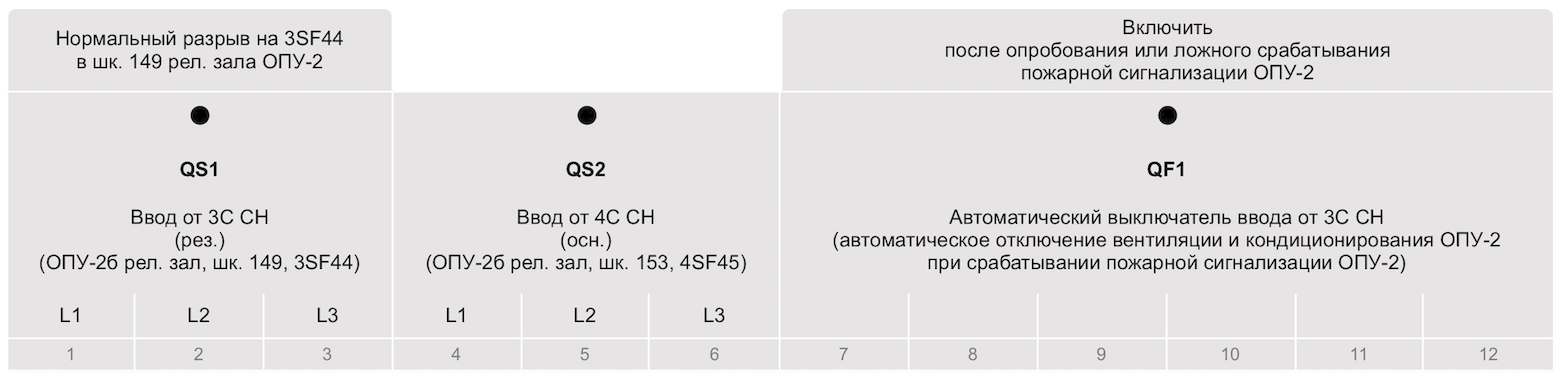 Нормальный разрыв на 3SF44
в шк. 149 рел. зала ОПУ-2
Включить
после опробования или ложного срабатывания
пожарной сигнализации ОПУ-2
QS1
Ввод от 3С СН
(рез.)
(ОПУ-2б рел. зал, шк. 149, 3SF44)
QS2
Ввод от 4С СН
(осн.)
(ОПУ-2б рел. зал, шк. 153, 4SF45)
QF1
Автоматический выключатель ввода от 3С СН
(автоматическое отключение вентиляции и кондиционирования ОПУ-2
при срабатывании пожарной сигнализации ОПУ-2)
L1 L2 L3 L1 L2 L3
1 2 3 4 5 6 7 8 9 10 11 12